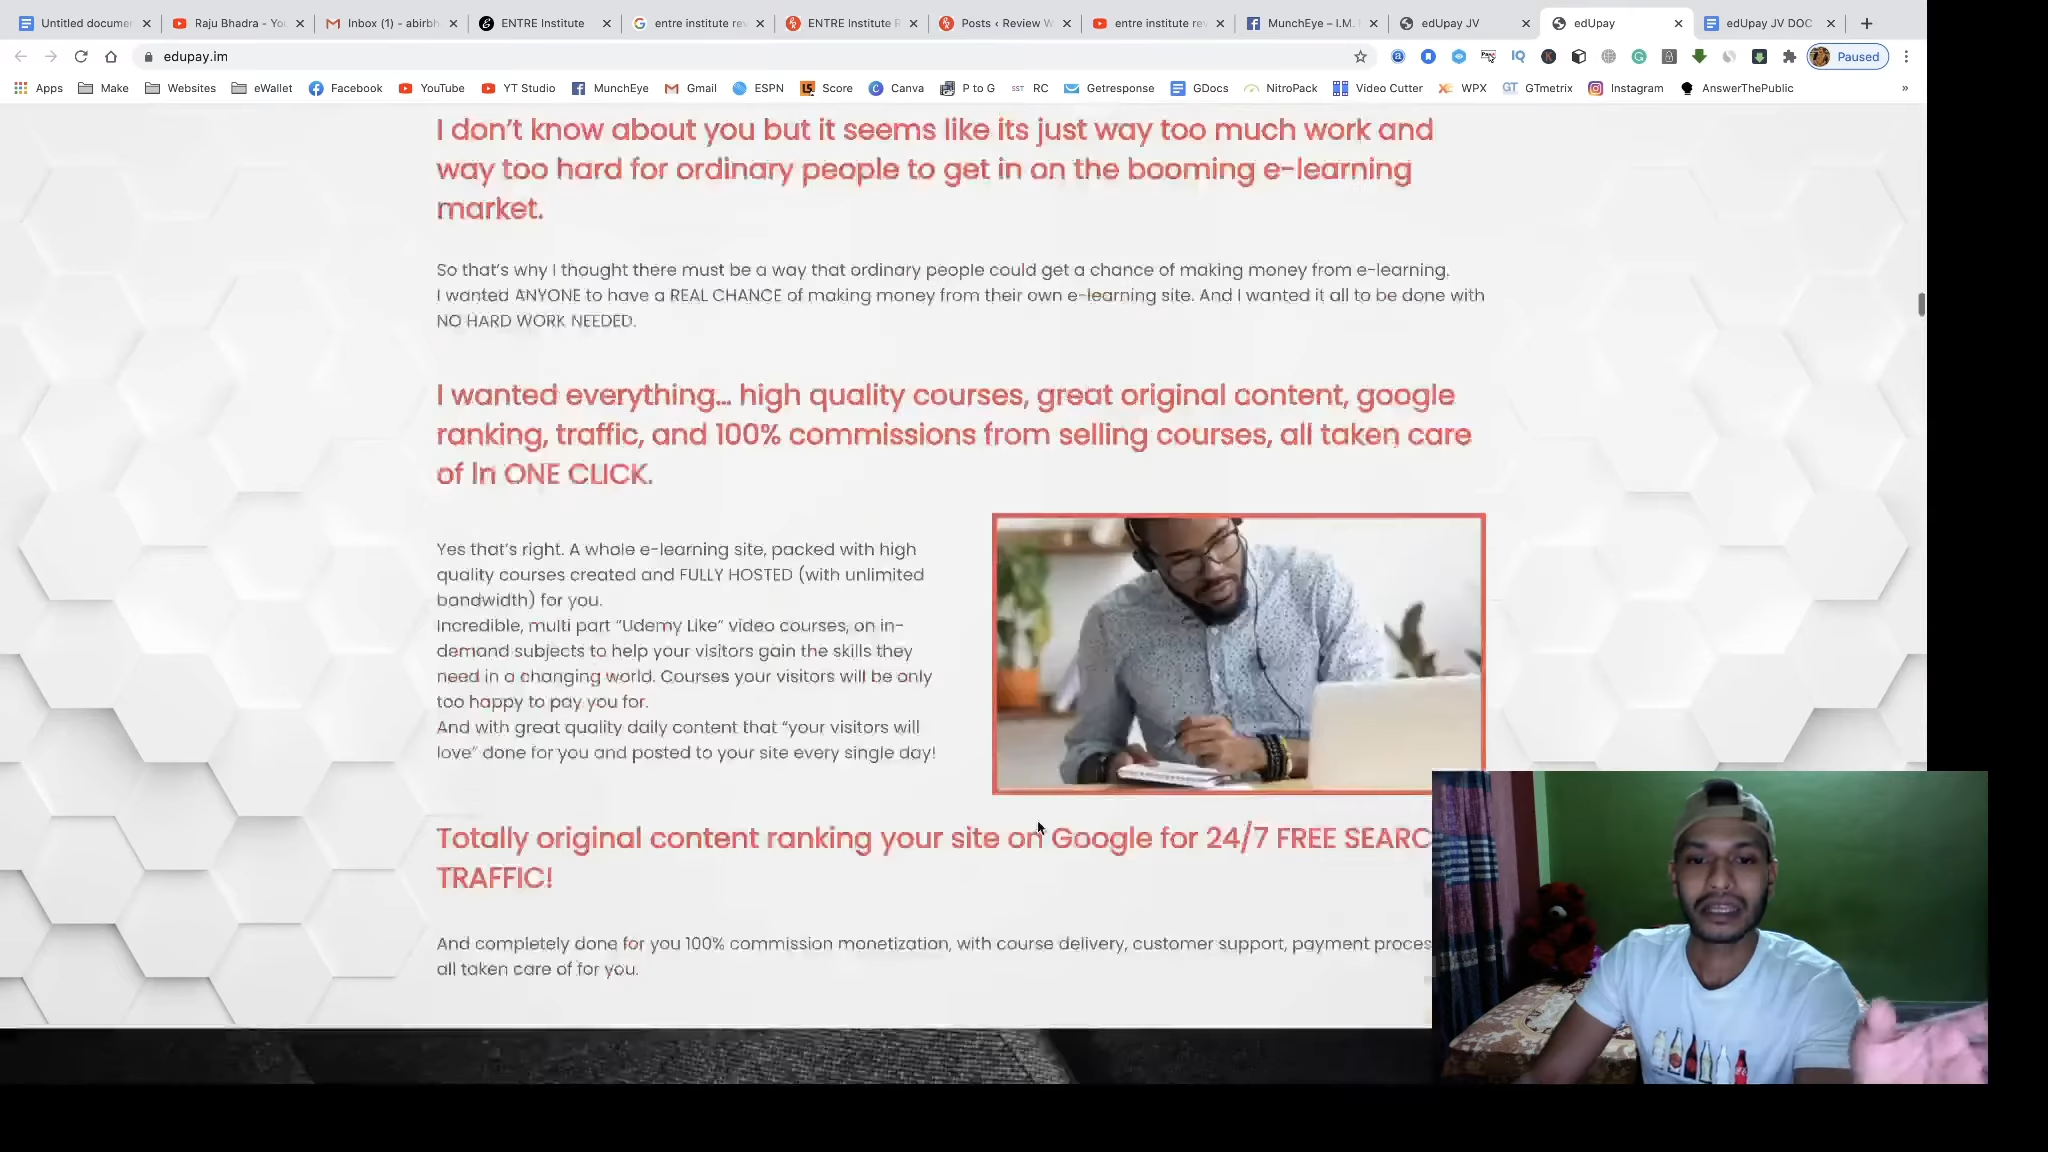 Untitled documen
Raju Bhadra - Yo
Inbox (1) - abirbh
ENTRE Institute
entre institute rev
ENTRE Institute R
Posts ‹ Review W
entre institute rev
MunchEye – I.M.
edUpay JV
edUpay
edUpay JV DOC
edupay.im
Paused
Apps
Make
Websites
eWallet
Facebook
YouTube
YT Studio
MunchEye
Gmail
ESPN
Score
Canva
P to G
RC
Getresponse
GDocs
NitroPack
Video Cutter
WPX
GTmetrix
Instagram
AnswerThePublic
I don't know about you but it seems like its just way too much work and
way too hard for ordinary people to get in on the booming e-learning
market.
So that's why I thought there must be a way that ordinary people could get a chance of making money from e-learning.
I wanted ANYONE to have a REAL CHANCE of making money from their own e-learning site. And I wanted it all to be done with
NO HARD WORK NEEDED.
I wanted everything… high quality courses, great original content, google
ranking, traffic, and 100% commissions from selling courses, all taken care
of In ONE CLICK.
Yes that's right. A whole e-learning site, packed with high
quality courses created and FULLY HOSTED (with unlimited
bandwidth) for you.
Incredible, multi part “Udemy Like” video courses, on in-
demand subjects to help your visitors gain the skills they
need in a changing world. Courses your visitors will be only
too happy to pay you for.
And with great quality daily content that “your visitors will
love” done for you and posted to your site every single day!
Totally original content ranking your site on Google for 24/7 FREE SEARC
TRAFFIC!
And completely done for you 100% commission monetization, with course delivery, customer support, payment proces
all taken care of for you.